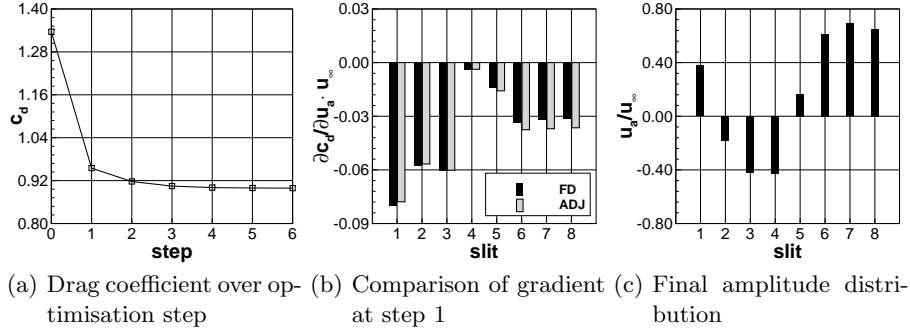 1.40
1.28
1.16
1.04
0.92
0.80
c_d
0 1 2 3 4 5 6
step
0.03
0.00
-0.03
-0.06
-0.09
∂c_d/∂u_a · u_∞
FD
ADJ
1 2 3 4 5 6 7 8
slit
0.80
0.40
0.00
-0.40
-0.80
u_a/u_∞
1 2 3 4 5 6 7 8
slit
(a) Drag coefficient over op-
timisation step
(b) Comparison of gradient
at step 1
(c) Final amplitude distri-
bution